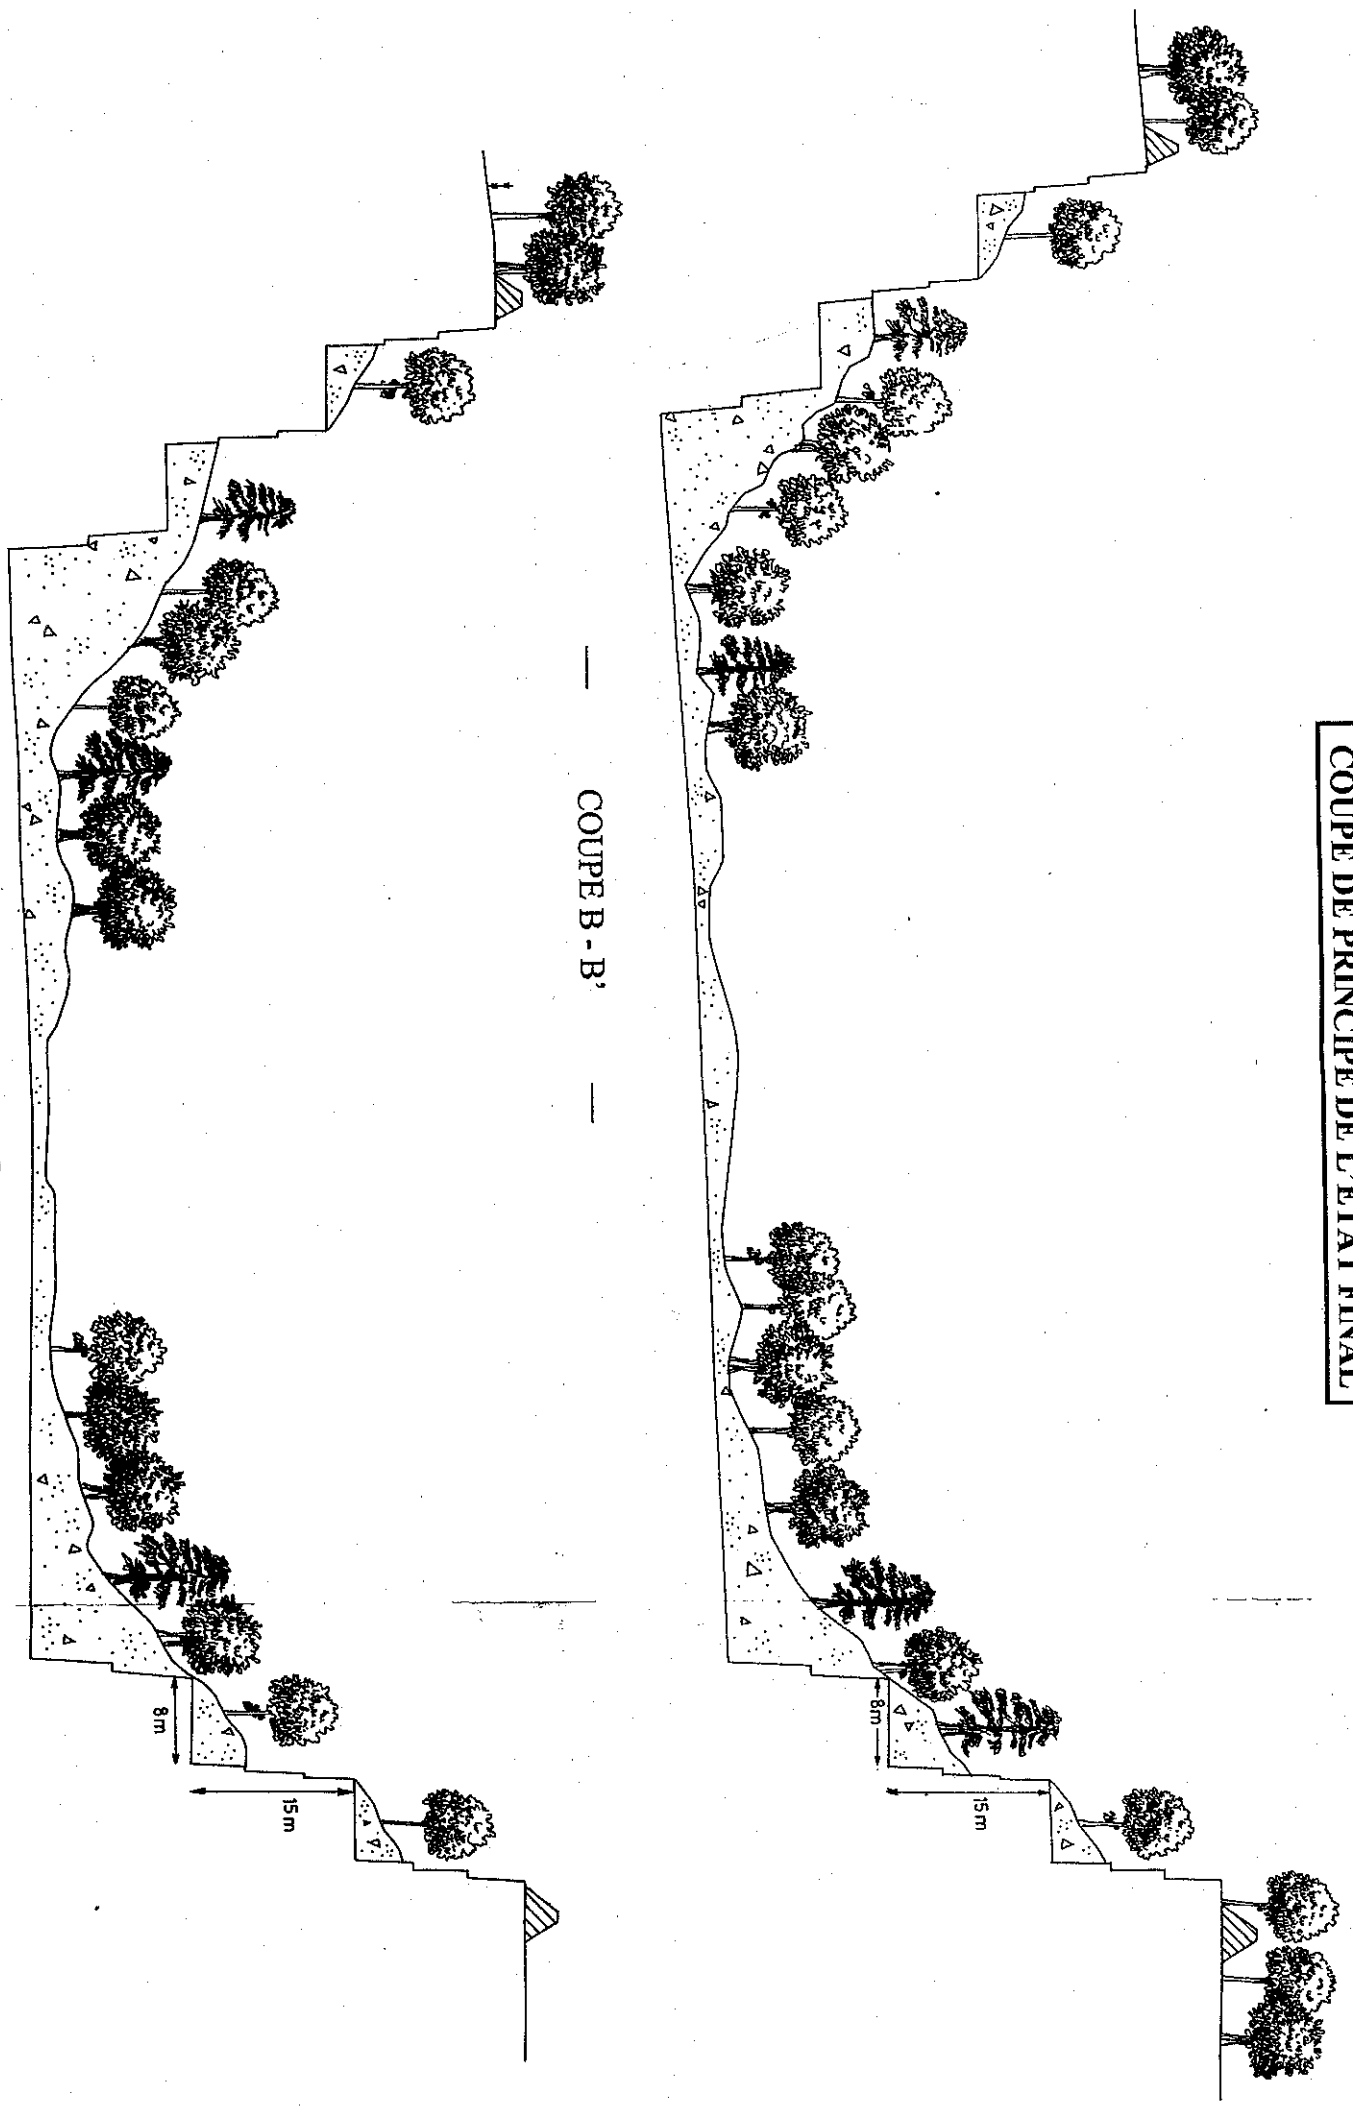 COUPE DE PRINCIPE DE L'ETAT FINAL
8m
15m
— COUPE B - B' —
8m
15m